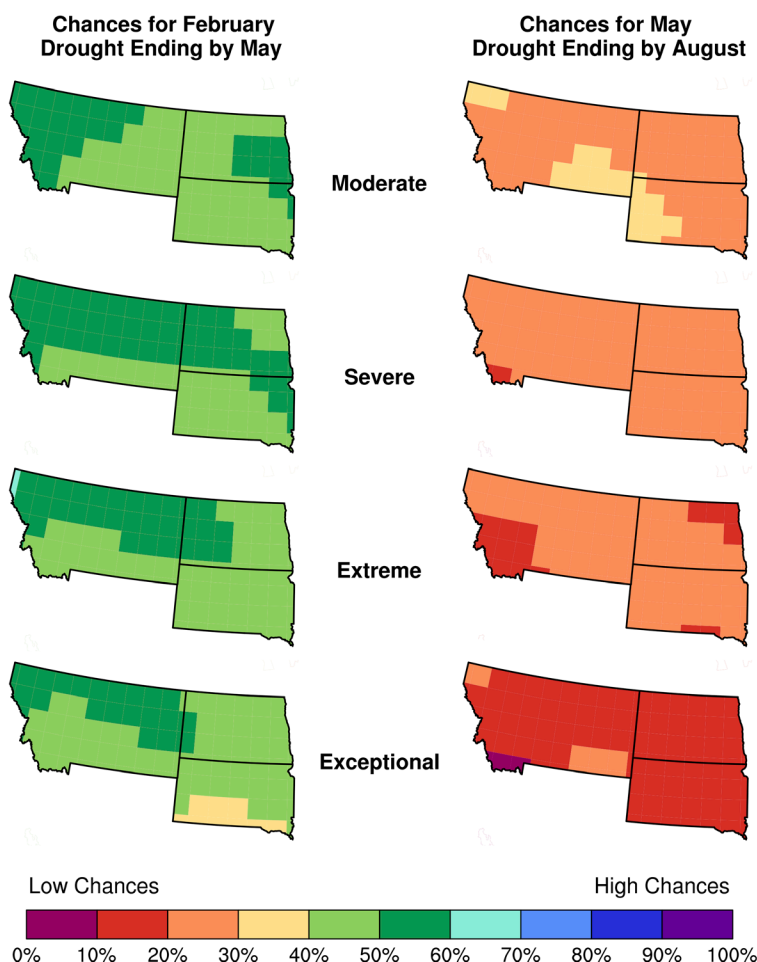 Chances for February
Drought Ending by May
Chances for May
Drought Ending by August
Moderate
Severe
Extreme
Exceptional
Low Chances
High Chances
0% 10% 20% 30% 40% 50% 60% 70% 80% 90% 100%